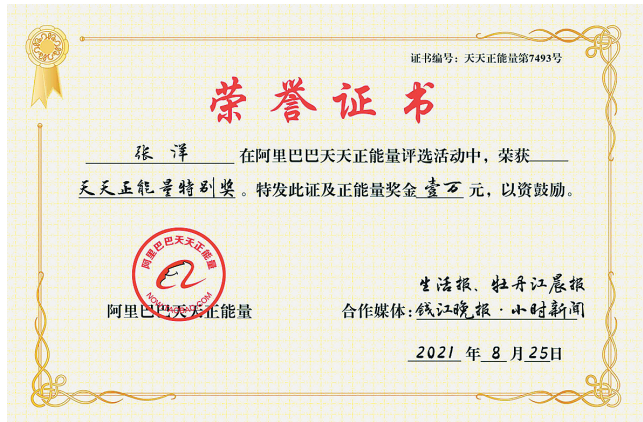 证书编号：天天正能量第7493号
荣誉证书
张洋 在阿里巴巴天天正能量评选活动中，荣获
天天正能量特别奖。特发此证及正能量奖金 壹万 元，以资鼓励。
阿里巴巴天天正能量
阿里巴巴天天正能量
生活报、牡丹江晨报
合作媒体：钱江晚报·小时新闻
2021 年 8 月 25日